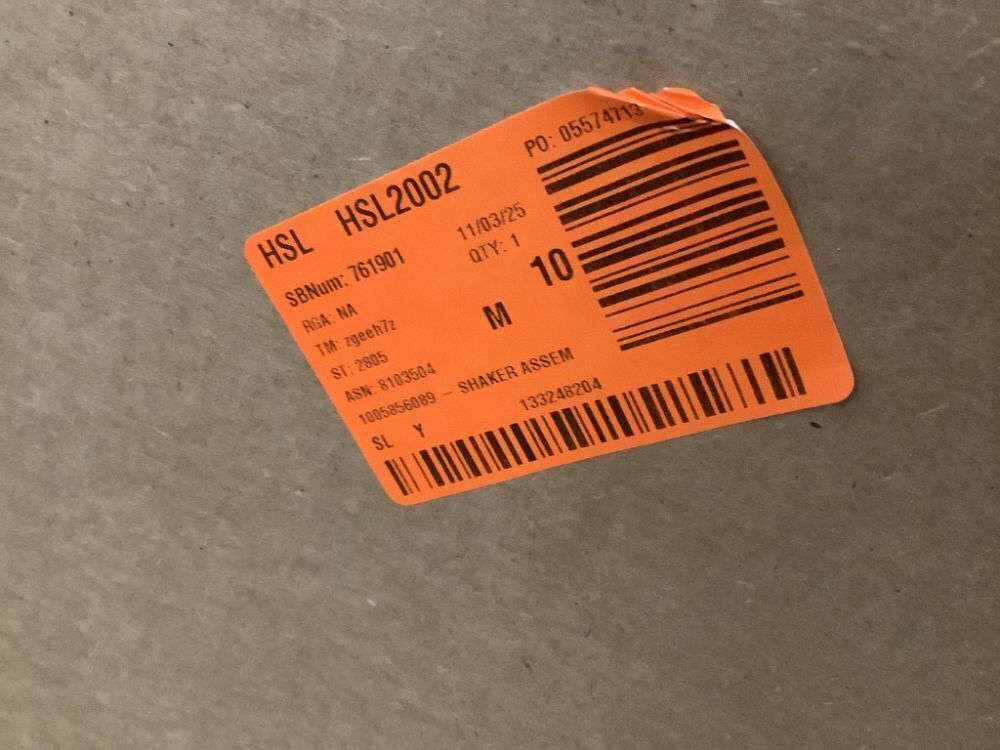 HSL HSL2002
PO: 05574713
SBNum: 761901
11/03/25
RGA: NA
QTY: 1
TM: zgeeh7z
M
10
ST: 2805
ASN: 8103504
1005856089 – SHAKER ASSEM
SL Y
133248204